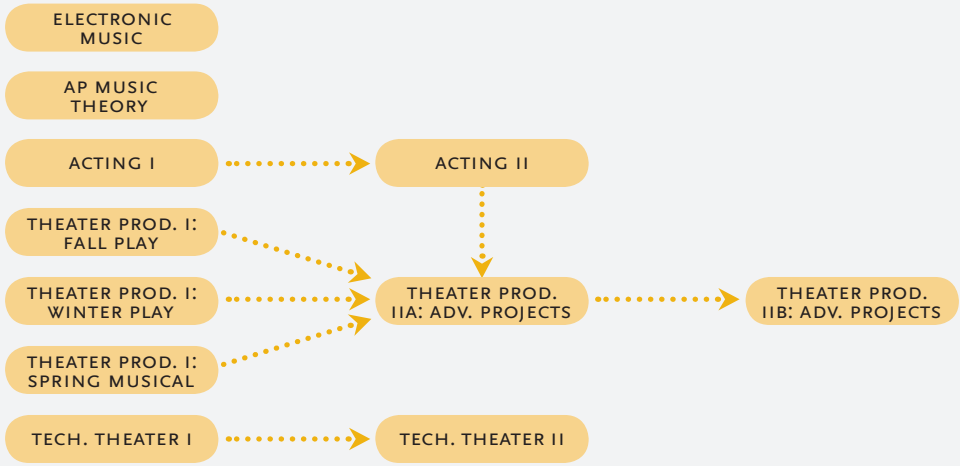 ELECTRONIC
MUSIC
AP MUSIC
THEORY
ACTING I
ACTING II
THEATER PROD. I:
FALL PLAY
THEATER PROD. I:
WINTER PLAY
THEATER PROD.
IIA: ADV. PROJECTS
THEATER PROD.
IIB: ADV. PROJECTS
THEATER PROD. I:
SPRING MUSICAL
TECH. THEATER I
TECH. THEATER II